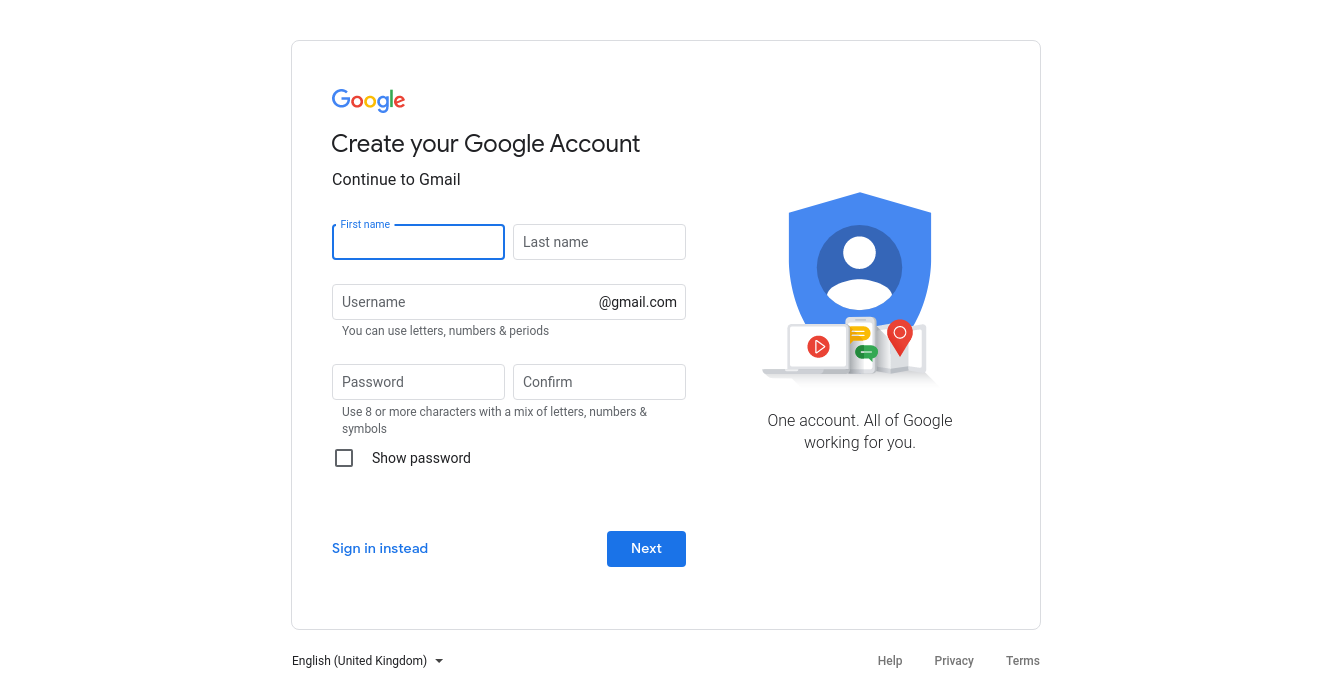 Google
Create your Google Account
Continue to Gmail
First name
Last name
Username
@gmail.com
You can use letters, numbers & periods
Password
Confirm
Use 8 or more characters with a mix of letters, numbers &
symbols
Show password
Sign in instead
Next
One account. All of Google
working for you.
English (United Kingdom)
Help
Privacy
Terms